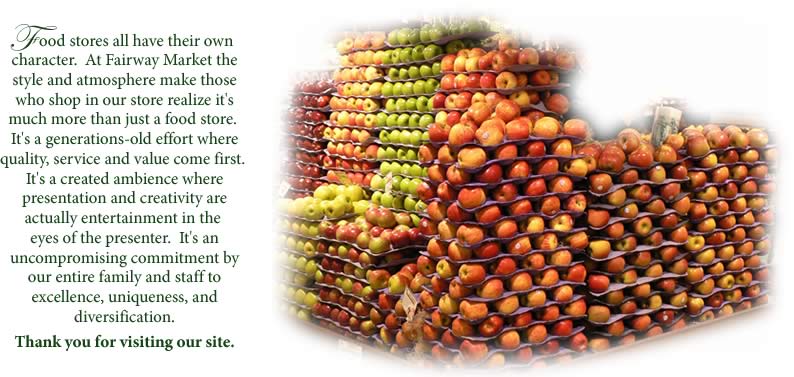 Food stores all have their own
character.  At Fairway Market the
style and atmosphere make those
who shop in our store realize it's
much more than just a food store.
It's a generations-old effort where
quality, service and value come first.
It's a created ambience where
presentation and creativity are
actually entertainment in the
eyes of the presenter.  It's an
uncompromising commitment by
our entire family and staff to
excellence, uniqueness, and
diversification.
Thank you for visiting our site.